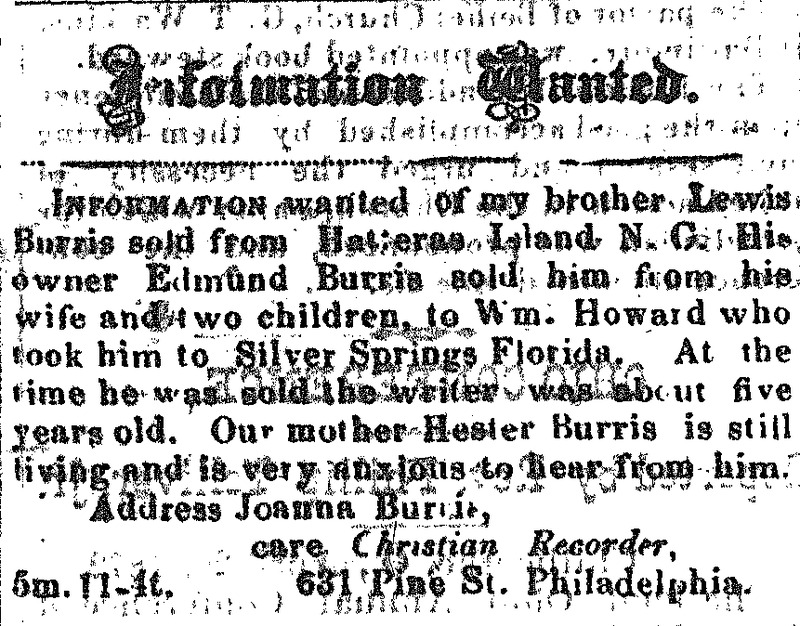 Information Wanted.
INFORMATION wanted of my brother Lewis
Burris sold from Hatteras Island N. C. His
owner Edmund Burris sold him from his
wife and two children, to Wm. Howard who
took him to Silver Springs Florida. At the
time he was sold the writer was about five
years old. Our mother Hester Burris is still
living and is very anxious to hear from him.
Address Joanna Burris,
care Christian Recorder,
5m. 11-4t. 631 Pine St. Philadelphia.